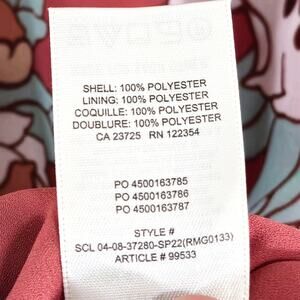 SHELL: 100% POLYESTER
LINING: 100% POLYESTER
COQUILLE: 100% POLYESTER
DOUBLURE: 100% POLYESTER
CA 23725 RN 122354
PO 4500163785
PO 4500163786
PO 4500163787
STYLE #
SCL 04-08-37280-SP22(RMG0133)
ARTICLE # 99533